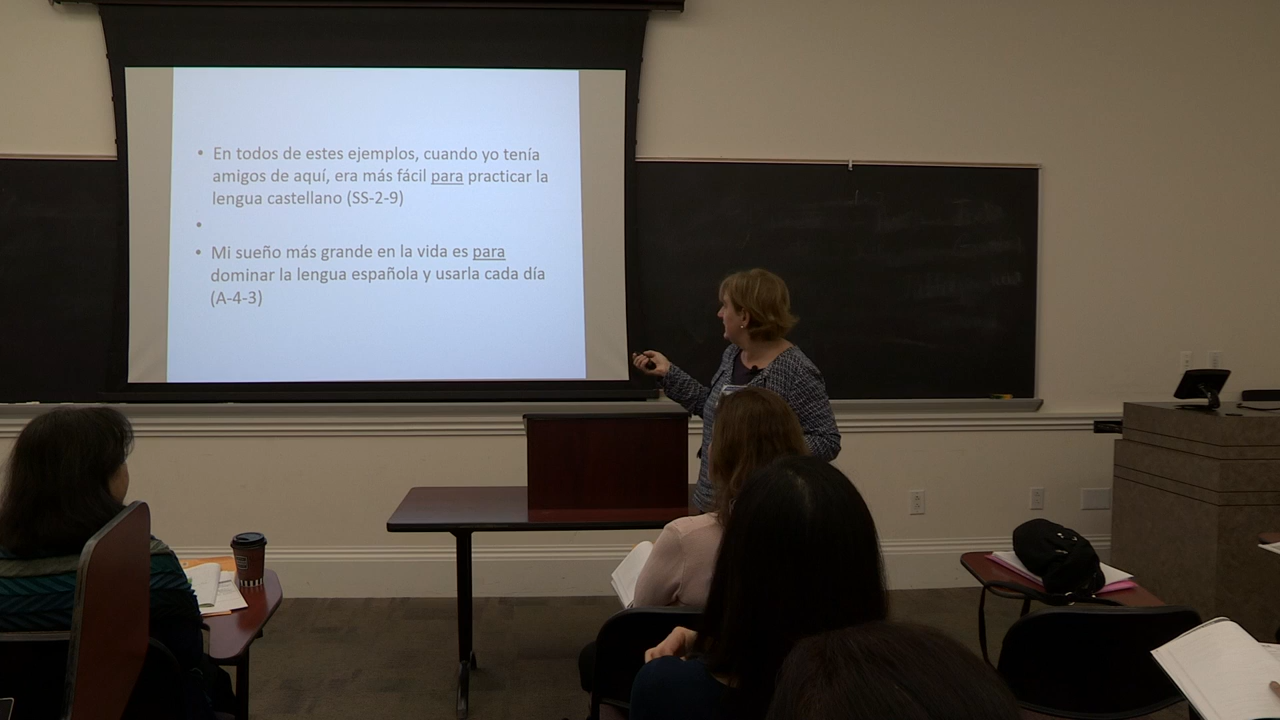 • En todos de estes ejemplos, cuando yo tenía
amigos de aquí, era más fácil para practicar la
lengua castellano (SS-2-9)
•
• Mi sueño más grande en la vida es para
dominar la lengua española y usarla cada día
(A-4-3)